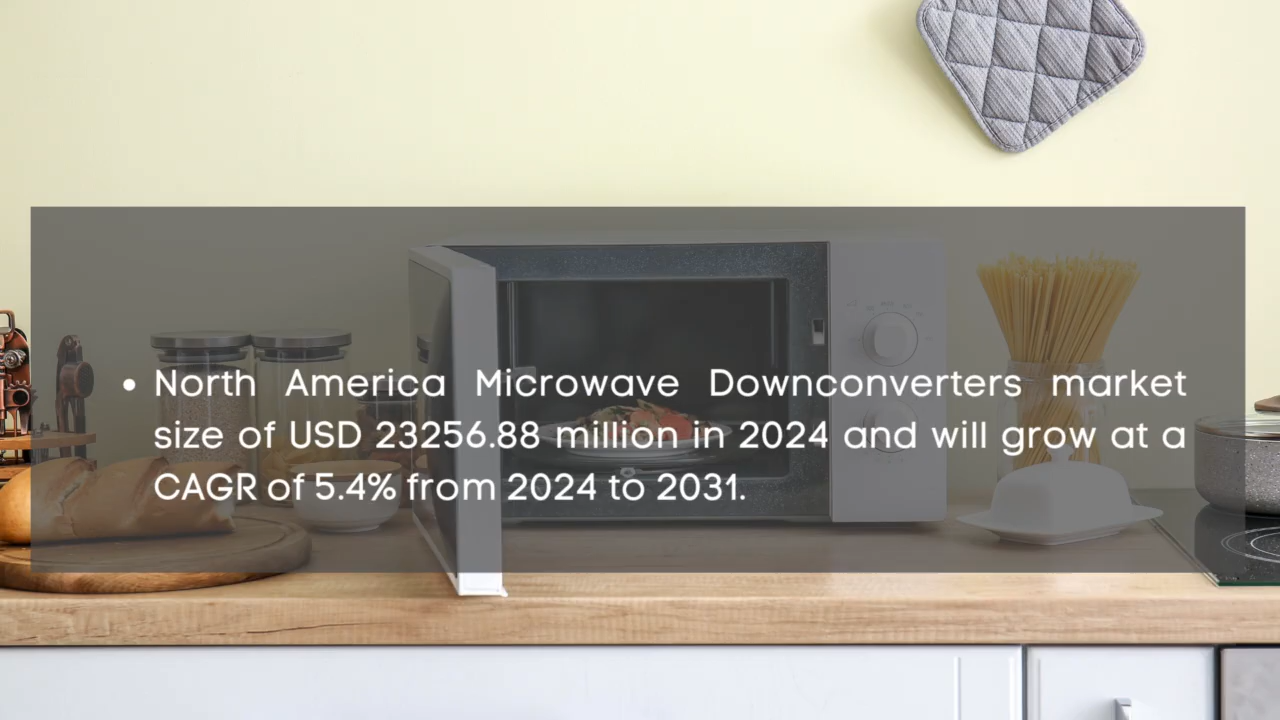 • North America Microwave Downconverters market
size of USD 23256.88 million in 2024 and will grow at a
CAGR of 5.4% from 2024 to 2031.